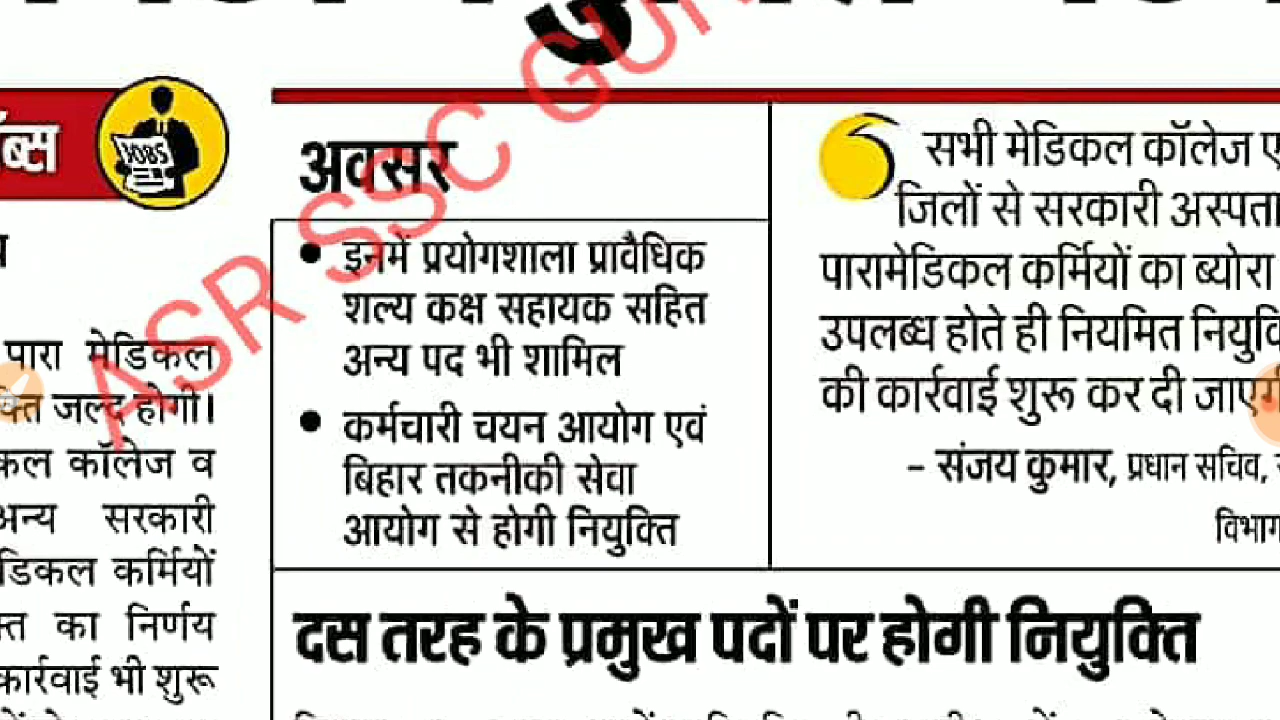 JOBS
पारा मेडिकल
जल्द होगी।
कॉलेज व
अन्य सरकारी
कर्मियों
का निर्णय
कार्रवाई भी शुरू
अवसर
• इनमें प्रयोगशाला प्रावैधिक
शल्य कक्ष सहायक सहित
अन्य पद भी शामिल
• कर्मचारी चयन आयोग एवं
बिहार तकनीकी सेवा
आयोग से होगी नियुक्ति
सभी मेडिकल कॉलेज
जिलों से सरकारी
पारामेडिकल कर्मियों का ब्योरा
उपलब्ध होते ही नियमित
की कार्रवाई शुरू कर दी
– संजय कुमार, प्रधान सचिव,
दस तरह के प्रमुख पदों पर होगी नियुक्ति
ASR SSC